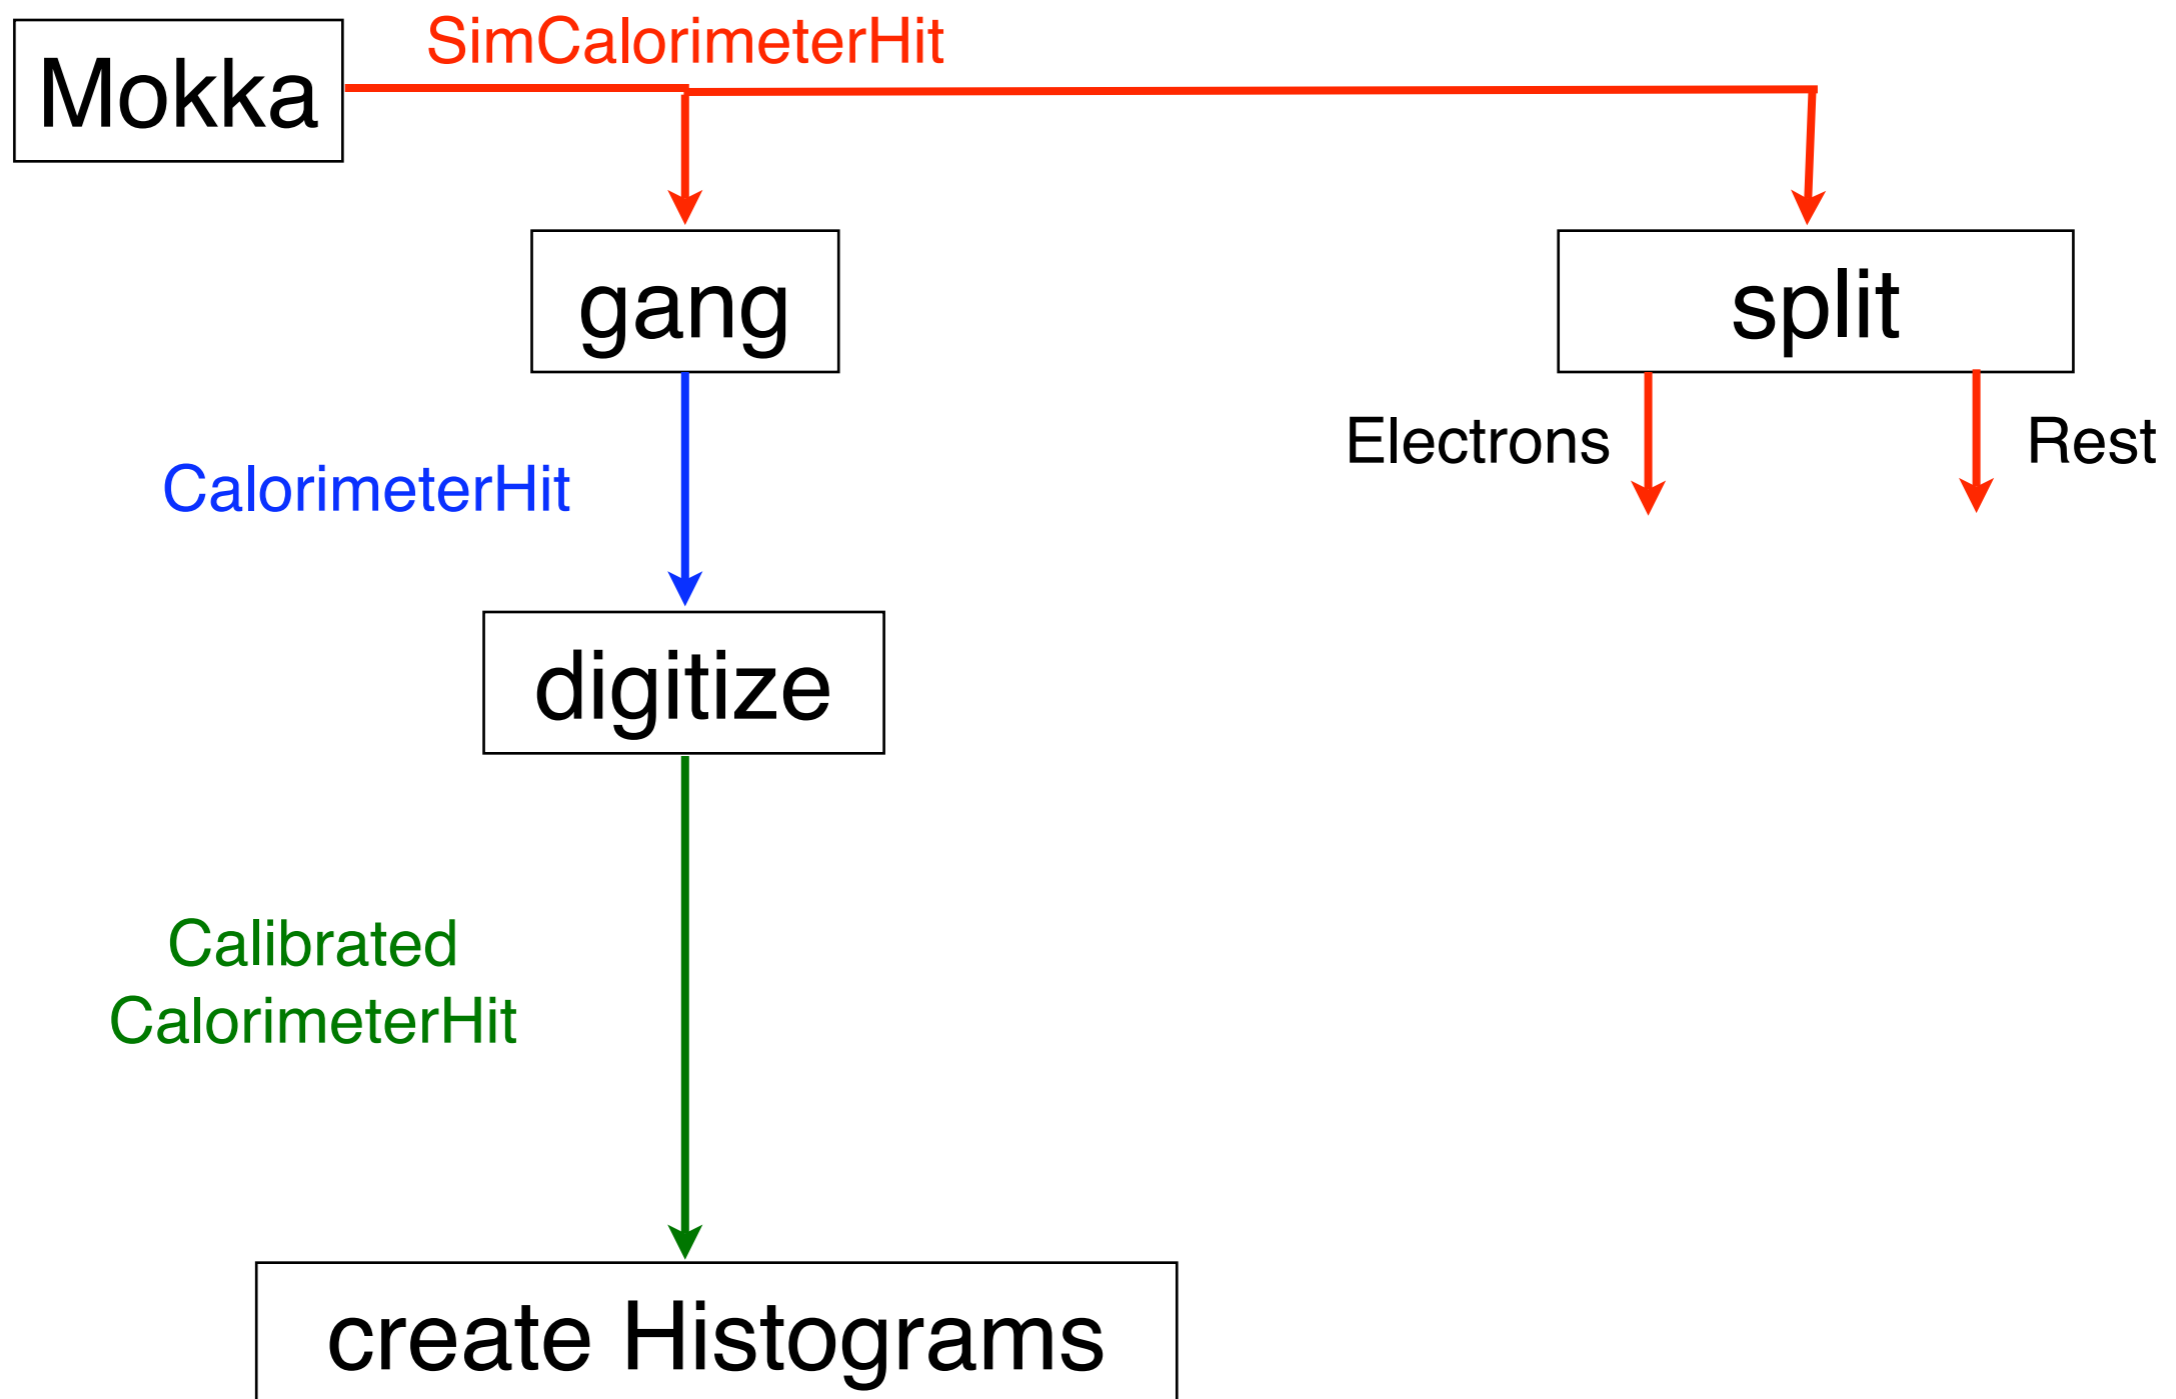 SimCalorimeterHit
Mokka
gang
split
Electrons
Rest
CalorimeterHit
digitize
Calibrated
CalorimeterHit
create Histograms